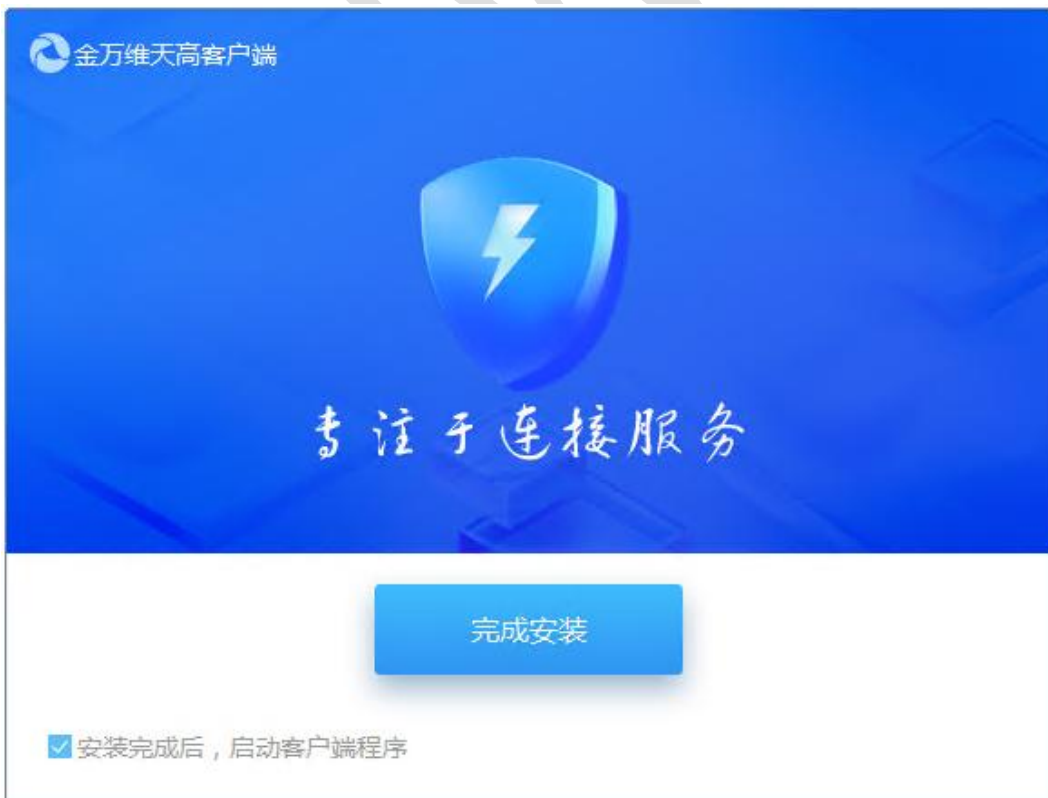 金万维天高客户端
专注于连接服务
完成安装
安装完成后，启动客户端程序